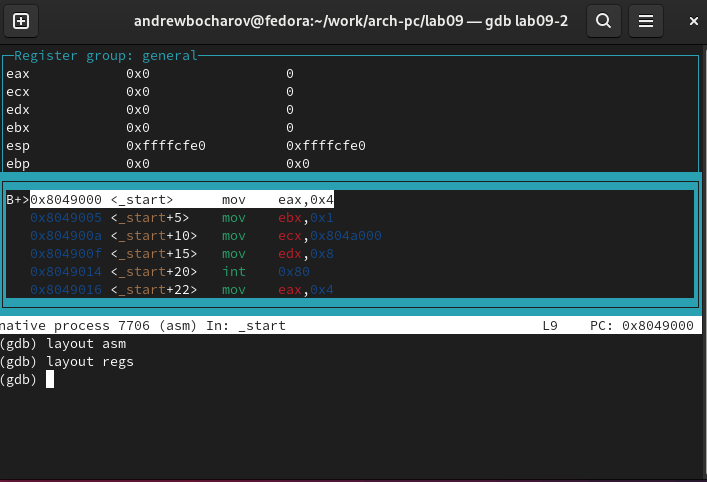 andrewbocharov@fedora:~/work/arch-pc/lab09 — gdb lab09-2
Register group: general
eax 0x0 0
ecx 0x0 0
edx 0x0 0
ebx 0x0 0
esp 0xffffcfe0 0xffffcfe0
ebp 0x0 0x0
B+>0x8049000 <_start> mov eax,0x4
0x8049005 <_start+5> mov ebx,0x1
0x804900a <_start+10> mov ecx,0x804a000
0x804900f <_start+15> mov edx,0x8
0x8049014 <_start+20> int 0x80
0x8049016 <_start+22> mov eax,0x4
native process 7706 (asm) In: _start L9 PC: 0x8049000
(gdb) layout asm
(gdb) layout regs
(gdb)